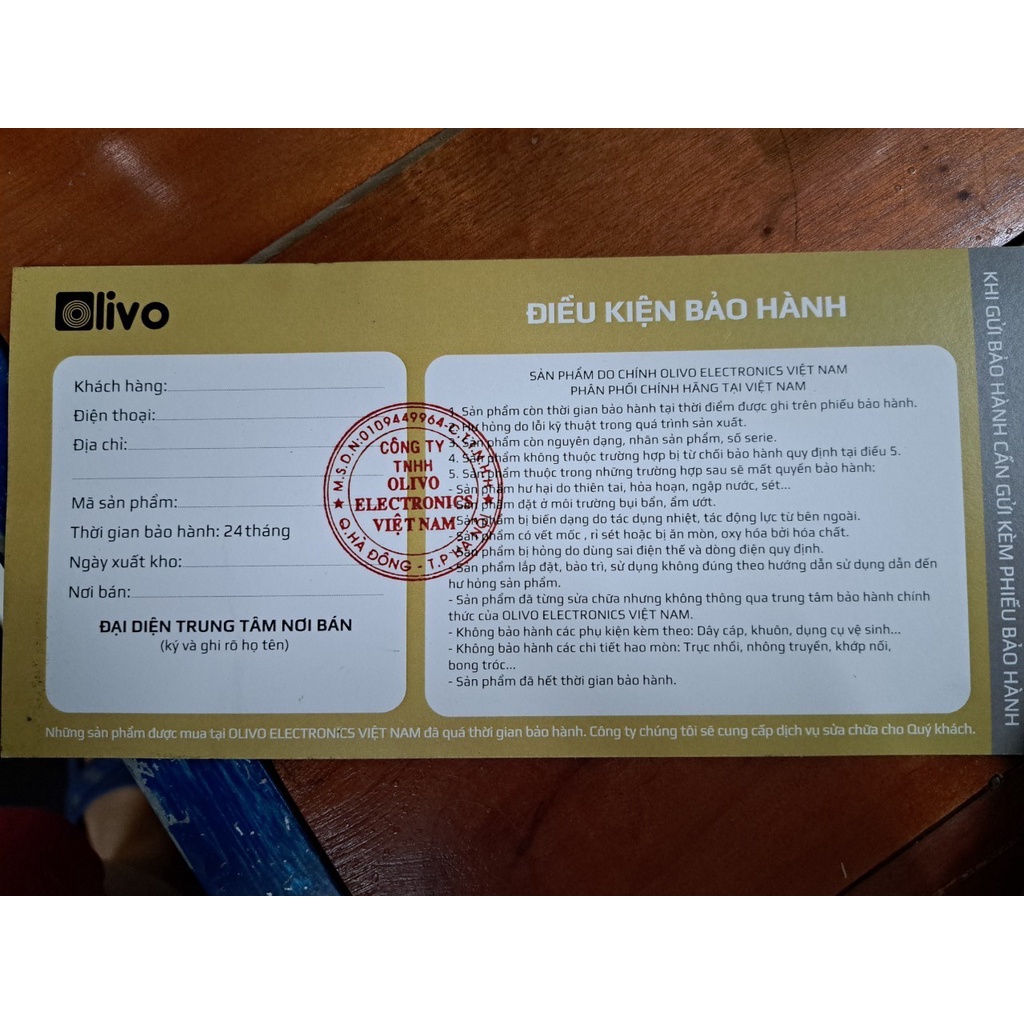 Olivo
Khách hàng:
Điện thoại:
Địa chỉ:
Mã sản phẩm:
Thời gian bảo hành: 24 tháng
Ngày xuất kho:
Nơi bán:
ĐẠI DIỆN TRUNG TÂM NƠI BÁN
(ký và ghi rõ họ tên)
M.S.D.N:0109449964-C.T.T.N.H.H
CÔNG TY
TNHH
OLIVO
ELECTRONICS
VIỆT NAM
Q.HÀ ĐÔNG - T.P HÀ NỘI
ĐIỀU KIỆN BẢO HÀNH
SẢN PHẨM DO CHÍNH OLIVO ELECTRONICS VIỆT NAM
PHÂN PHỐI CHÍNH HÃNG TẠI VIỆT NAM
1. Sản phẩm còn thời gian bảo hành tại thời điểm được ghi trên phiếu bảo hành.
2. Hư hỏng do lỗi kỹ thuật trong quá trình sản xuất.
3. Sản phẩm còn nguyên dạng, nhãn sản phẩm, số serie.
4. Sản phẩm không thuộc trường hợp bị từ chối bảo hành quy định tại điều 5.
5. Sản phẩm thuộc trong những trường hợp sau sẽ mất quyền bảo hành:
- Sản phẩm hư hại do thiên tai, hỏa hoạn, ngập nước, sét...
- Sản phẩm đặt ở môi trường bụi bẩn, ẩm ướt.
- Sản phẩm bị biến dạng do tác dụng nhiệt, tác động lực từ bên ngoài.
- Sản phẩm có vết mốc , rỉ sét hoặc bị ăn mòn, oxy hóa bởi hóa chất.
- Sản phẩm bị hỏng do dùng sai điện thế và dòng điện quy định.
- Sản phẩm lắp đặt, bảo trì, sử dụng không đúng theo hướng dẫn sử dụng dẫn đến
hư hỏng sản phẩm.
- Sản phẩm đã từng sửa chữa nhưng không thông qua trung tâm bảo hành chính
thức của OLIVO ELECTRONICS VIỆT NAM.
- Không bảo hành các phụ kiện kèm theo: Dây cáp, khuôn, dụng cụ vệ sinh...
- Không bảo hành các chi tiết hao mòn: Trục nhồi, nhông truyền, khớp nối,
bong tróc...
- Sản phẩm đã hết thời gian bảo hành.
Những sản phẩm được mua tại OLIVO ELECTRONICS VIỆT NAM đã quá thời gian bảo hành. Công ty chúng tôi sẽ cung cấp dịch vụ sửa chữa cho Quý khách.
KHI GỬI BẢO HÀNH CẦN GỬI KÈM PHIẾU BẢO HÀNH